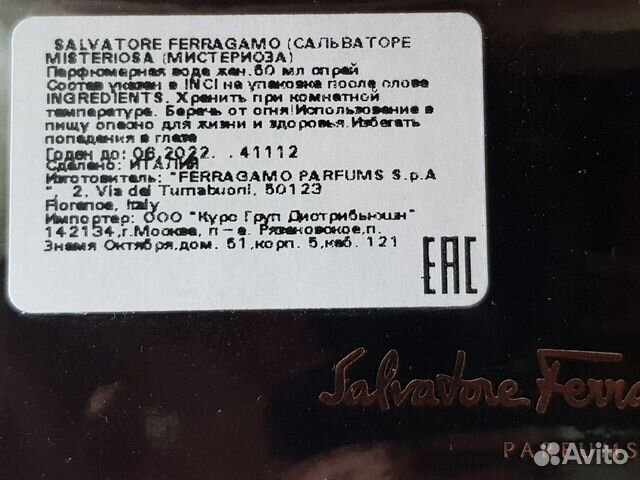 SALVATORE FERRAGAMO (САЛЬВАТОРЕ
MISTERIOSA (МИСТЕРИОЗА)
Парфюмерная вода жен.50 мл спрей
Состав указан в INCI на упаковке после слова
INGREDIENTS. Хранить при комнатной
температуре. Беречь от огня!Использование в
пищу опасно для жизни и здоровья.Избегать
попадания в глаза
Годен до: 06.2022. . 41112
Сделано: ИТАЛИЯ
Изготовитель: "FERRAGAMO PARFUMS S.p.A
", 2, Via dei Turnabuoni, 50123
Florence, Italy
Импортер: ООО "Курс Груп Дистрибьюшн"
142134,г.Москва, п-е. Рязановское,п.
Знамя Октября,дом. 51,корп. 5,каб. 121
EAC
Salvatore Ferra
PARFUMS
Avito